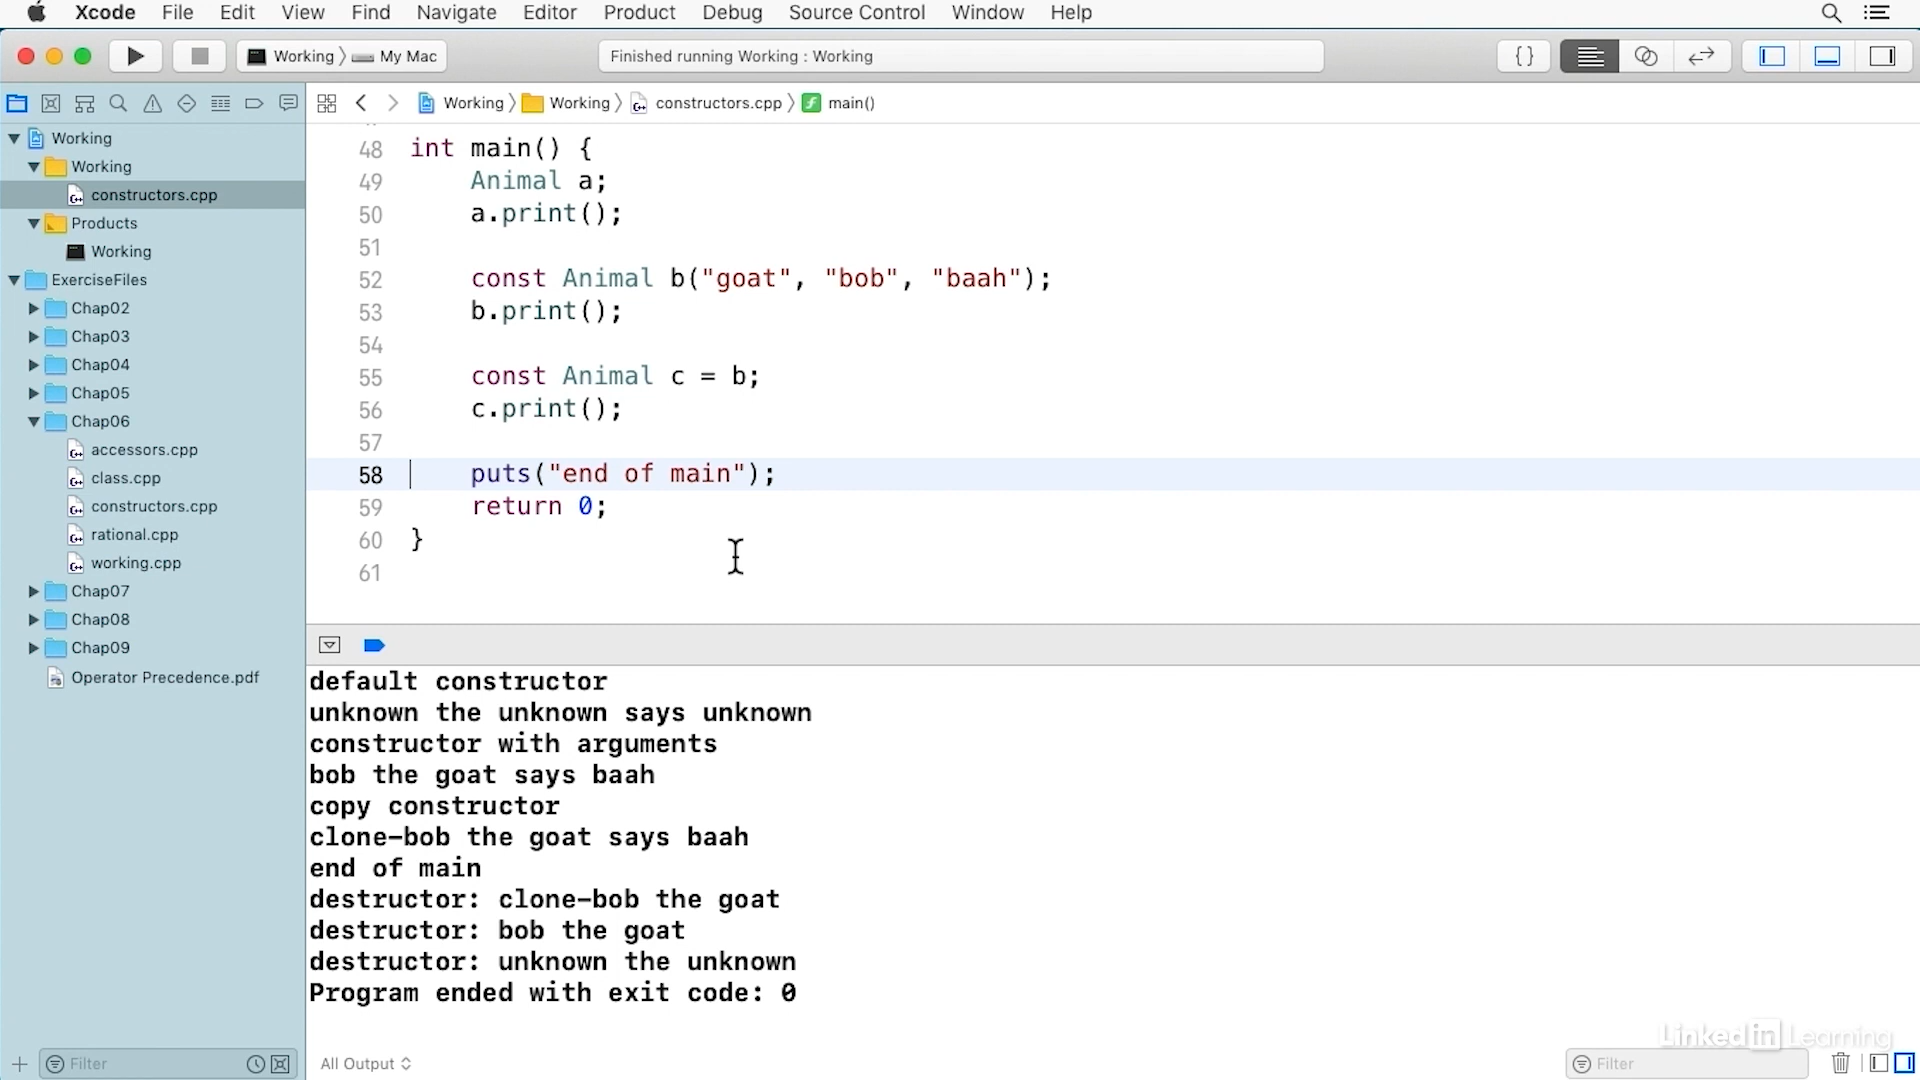 Xcode File Edit View Find Navigate Editor Product Debug Source Control Window Help
Working My Mac
Finished running Working : Working
{ }
Working Working constructors.cpp main()
Working
Working
constructors.cpp
Products
Working
ExerciseFiles
Chap02
Chap03
Chap04
Chap05
Chap06
accessors.cpp
class.cpp
constructors.cpp
rational.cpp
working.cpp
Chap07
Chap08
Chap09
Operator Precedence.pdf
Filter
48 int main() {
49 Animal a;
50 a.print();
51
52 const Animal b("goat", "bob", "baah");
53 b.print();
54
55 const Animal c = b;
56 c.print();
57
58 puts("end of main");
59 return 0;
60 }
61
default constructor
unknown the unknown says unknown
constructor with arguments
bob the goat says baah
copy constructor
clone-bob the goat says baah
end of main
destructor: clone-bob the goat
destructor: bob the goat
destructor: unknown the unknown
Program ended with exit code: 0
All Output
Filter
Linked in Learning